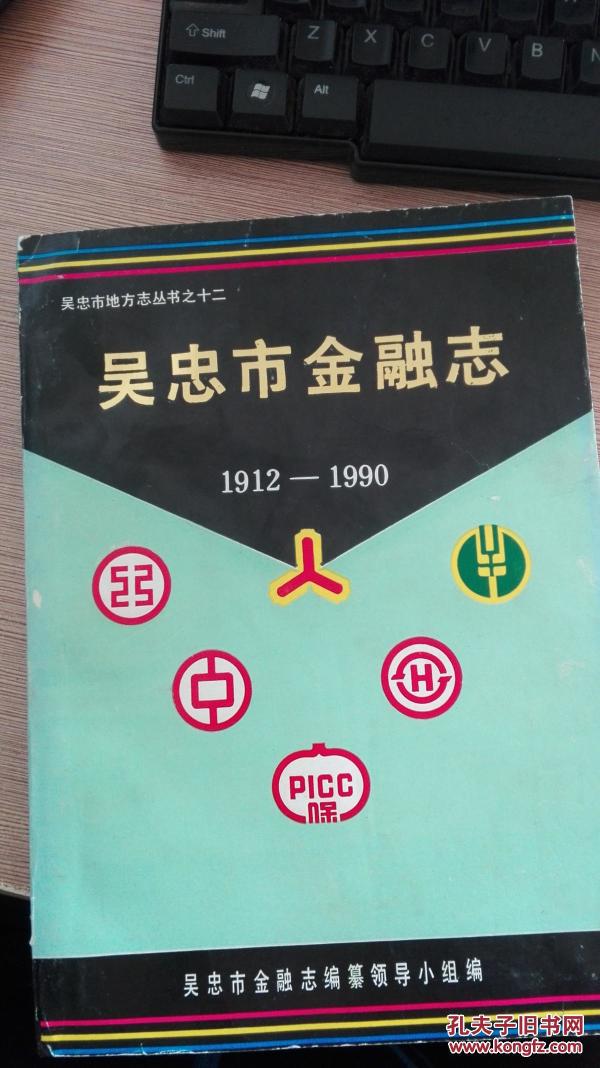 Shift
Z
X
C
V
B
N
Ctrl
Alt
吴忠市地方志丛书之十二
吴忠市金融志
1912—1990
H
PICC
保
吴忠市金融志编纂领导小组编
孔夫子旧书网
www.kongfz.com